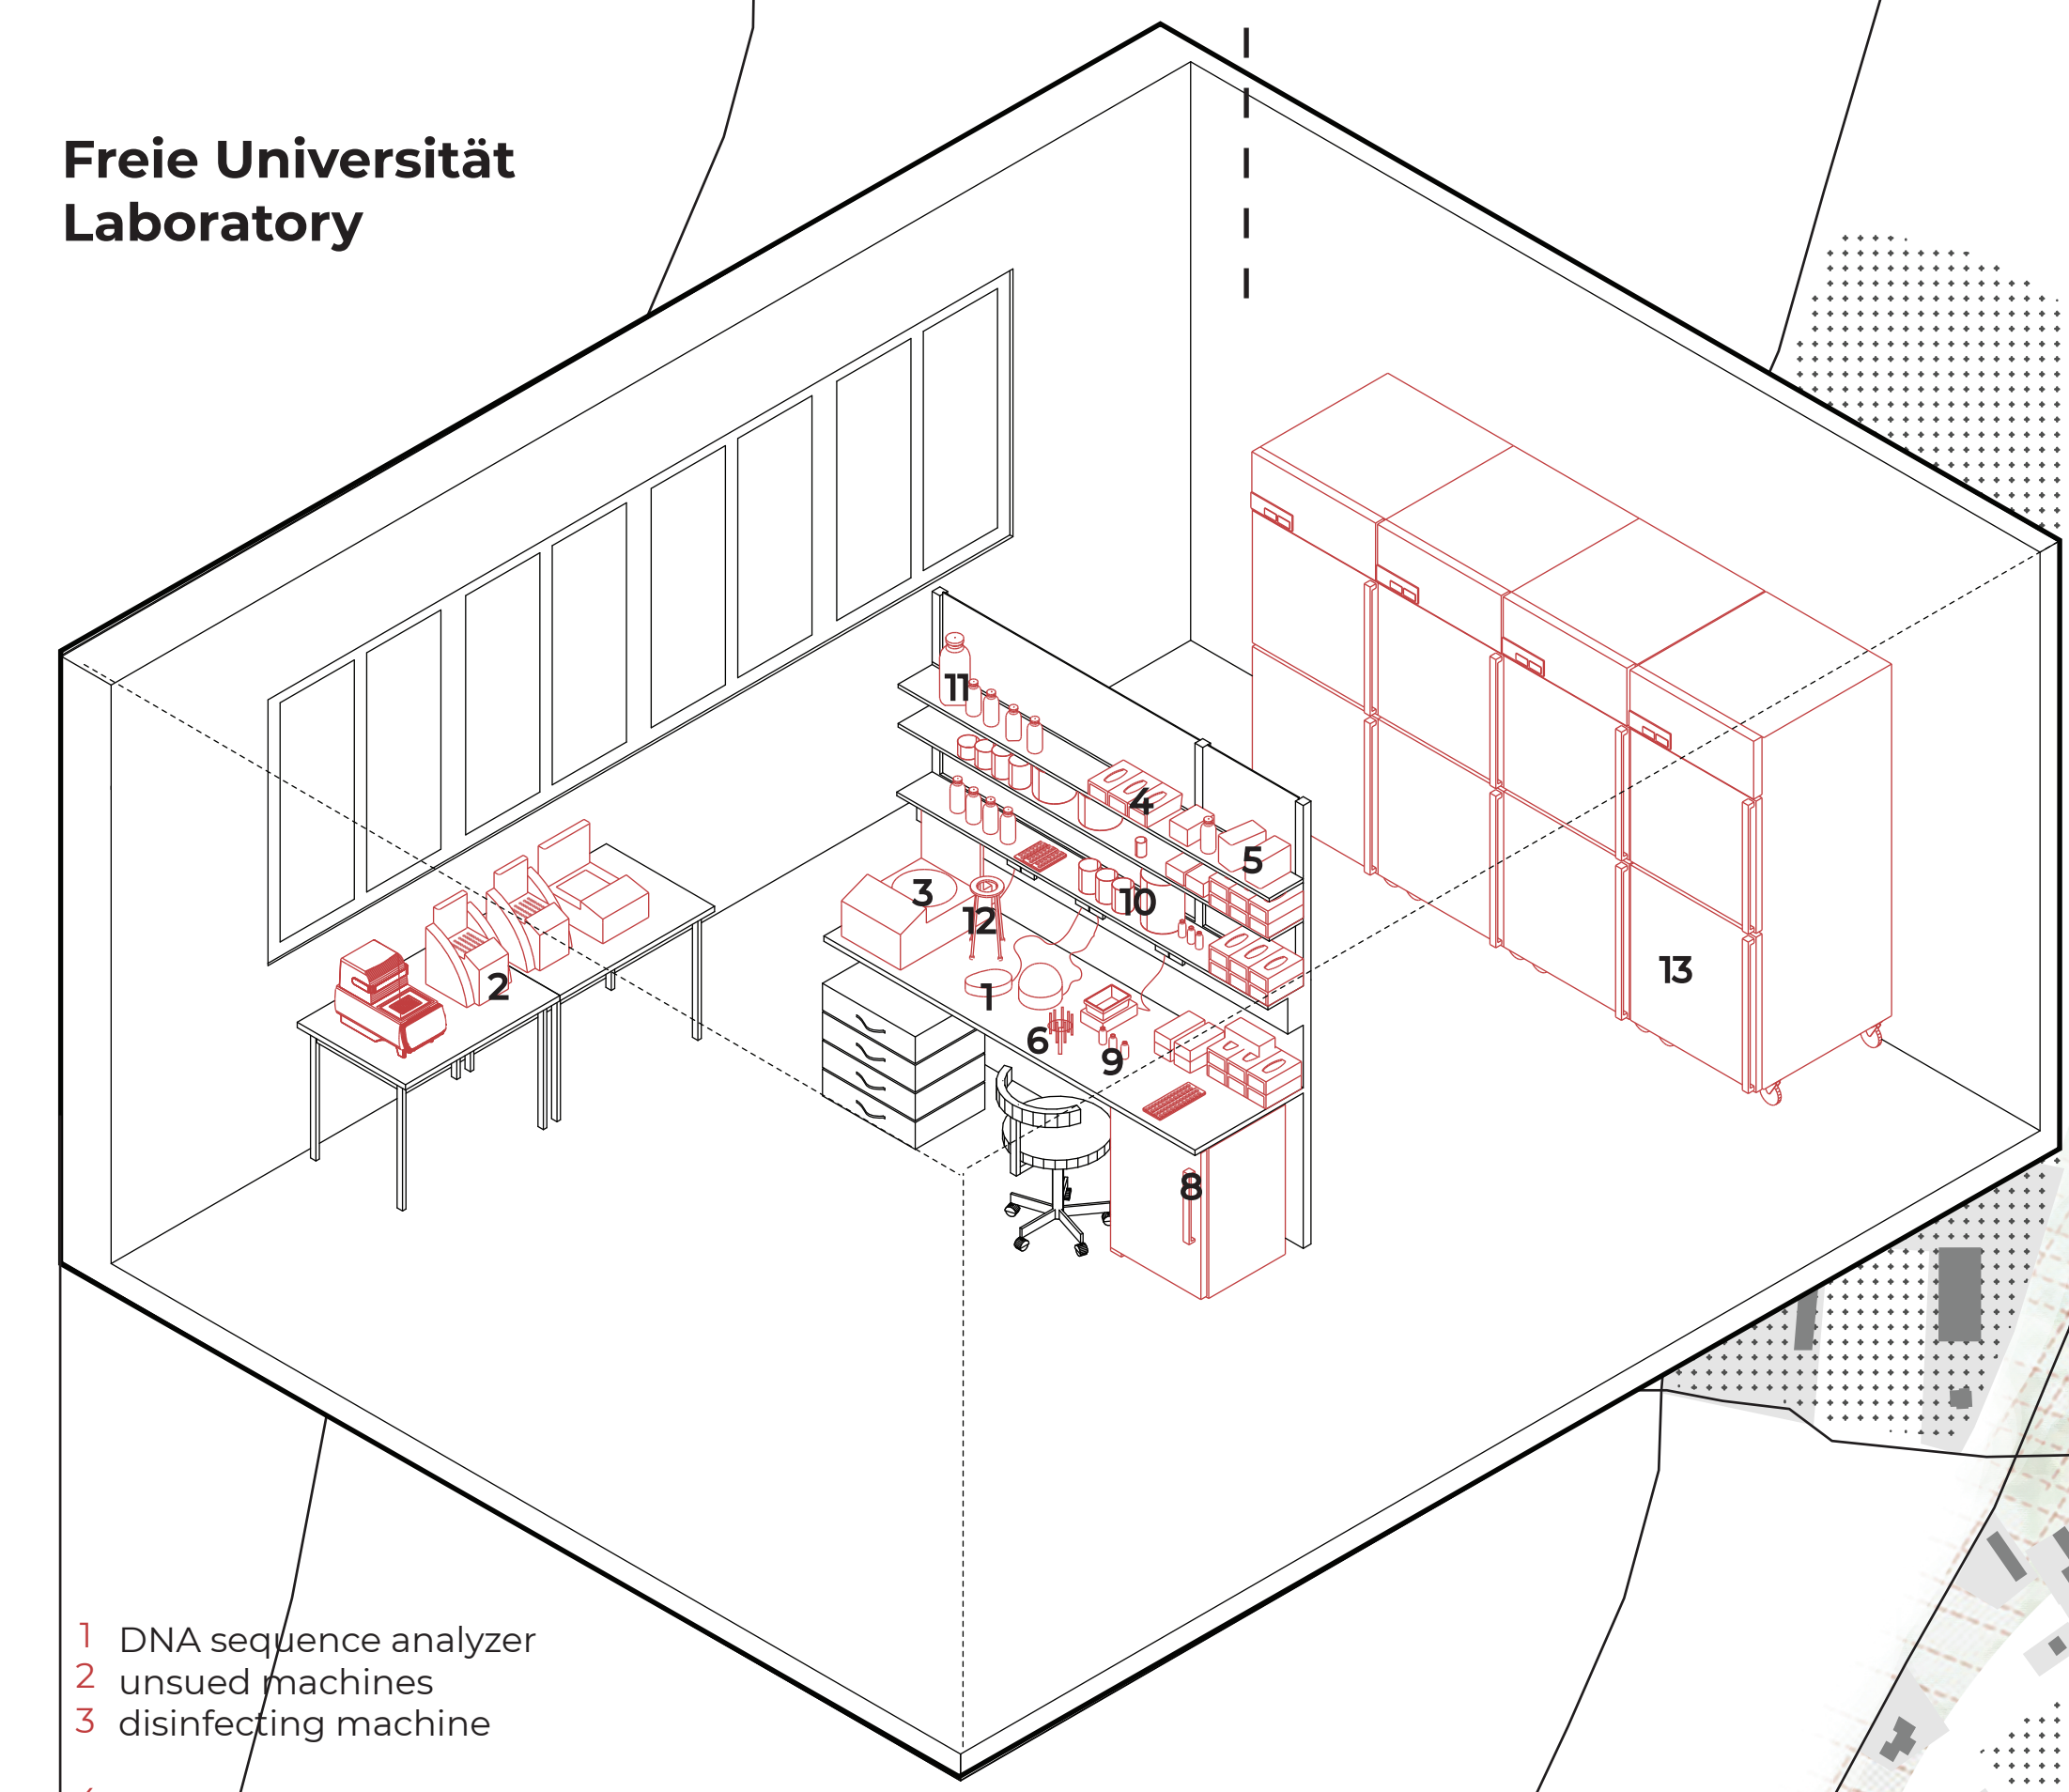 Freie Universität
Laboratory
11
4
5
3
10
12
13
2
1
6
9
8
1 DNA sequence analyzer
2 unsued machines
3 disinfecting machine